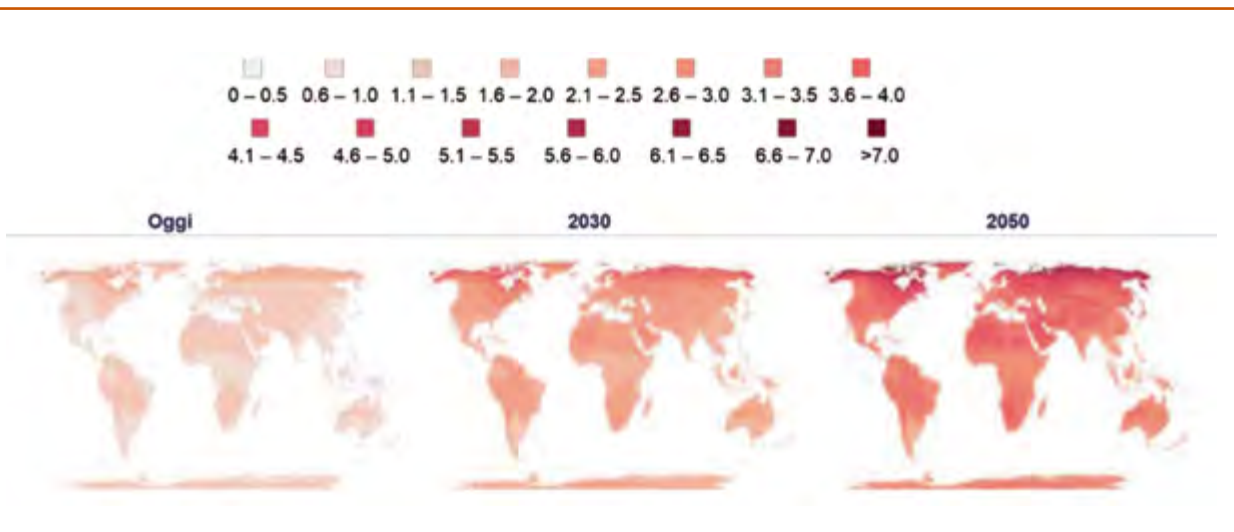 0 – 0.5 0.6 – 1.0 1.1 – 1.5 1.6 – 2.0 2.1 – 2.5 2.6 – 3.0 3.1 – 3.5 3.6 – 4.0
4.1 – 4.5 4.6 – 5.0 5.1 – 5.5 5.6 – 6.0 6.1 – 6.5 6.6 – 7.0 >7.0
Oggi 2030 2050